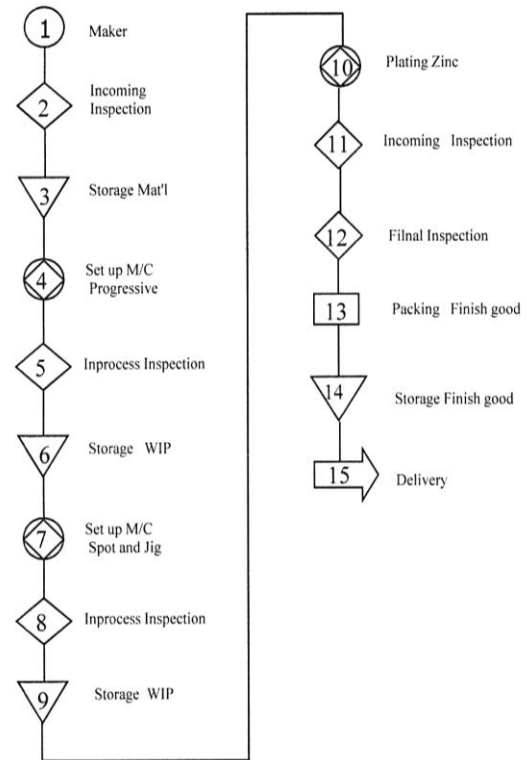 1 Maker
2 Incoming
Inspection
3 Storage Mat'l
4 Set up M/C
Progressive
5 Inprocess Inspection
6 Storage WIP
7 Set up M/C
Spot and Jig
8 Inprocess Inspection
9 Storage WIP
10 Plating Zinc
11 Incoming Inspection
12 Filnal Inspection
13 Packing Finish good
14 Storage Finish good
15 Delivery